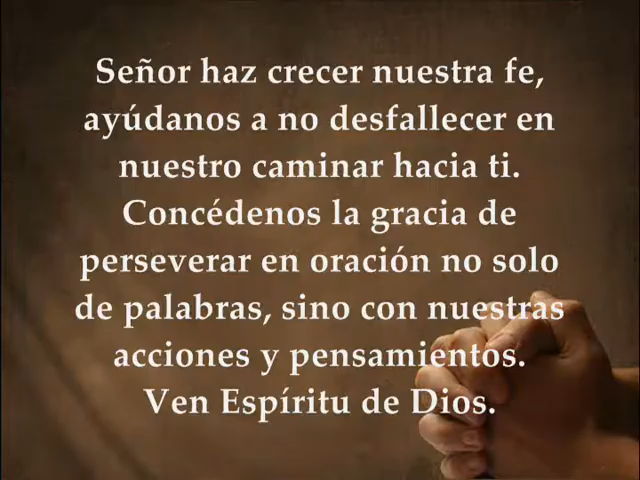 Señor haz crecer nuestra fe,
ayúdanos a no desfallecer en
nuestro caminar hacia ti.
Concédenos la gracia de
perseverar en oración no solo
de palabras, sino con nuestras
acciones y pensamientos.
Ven Espíritu de Dios.